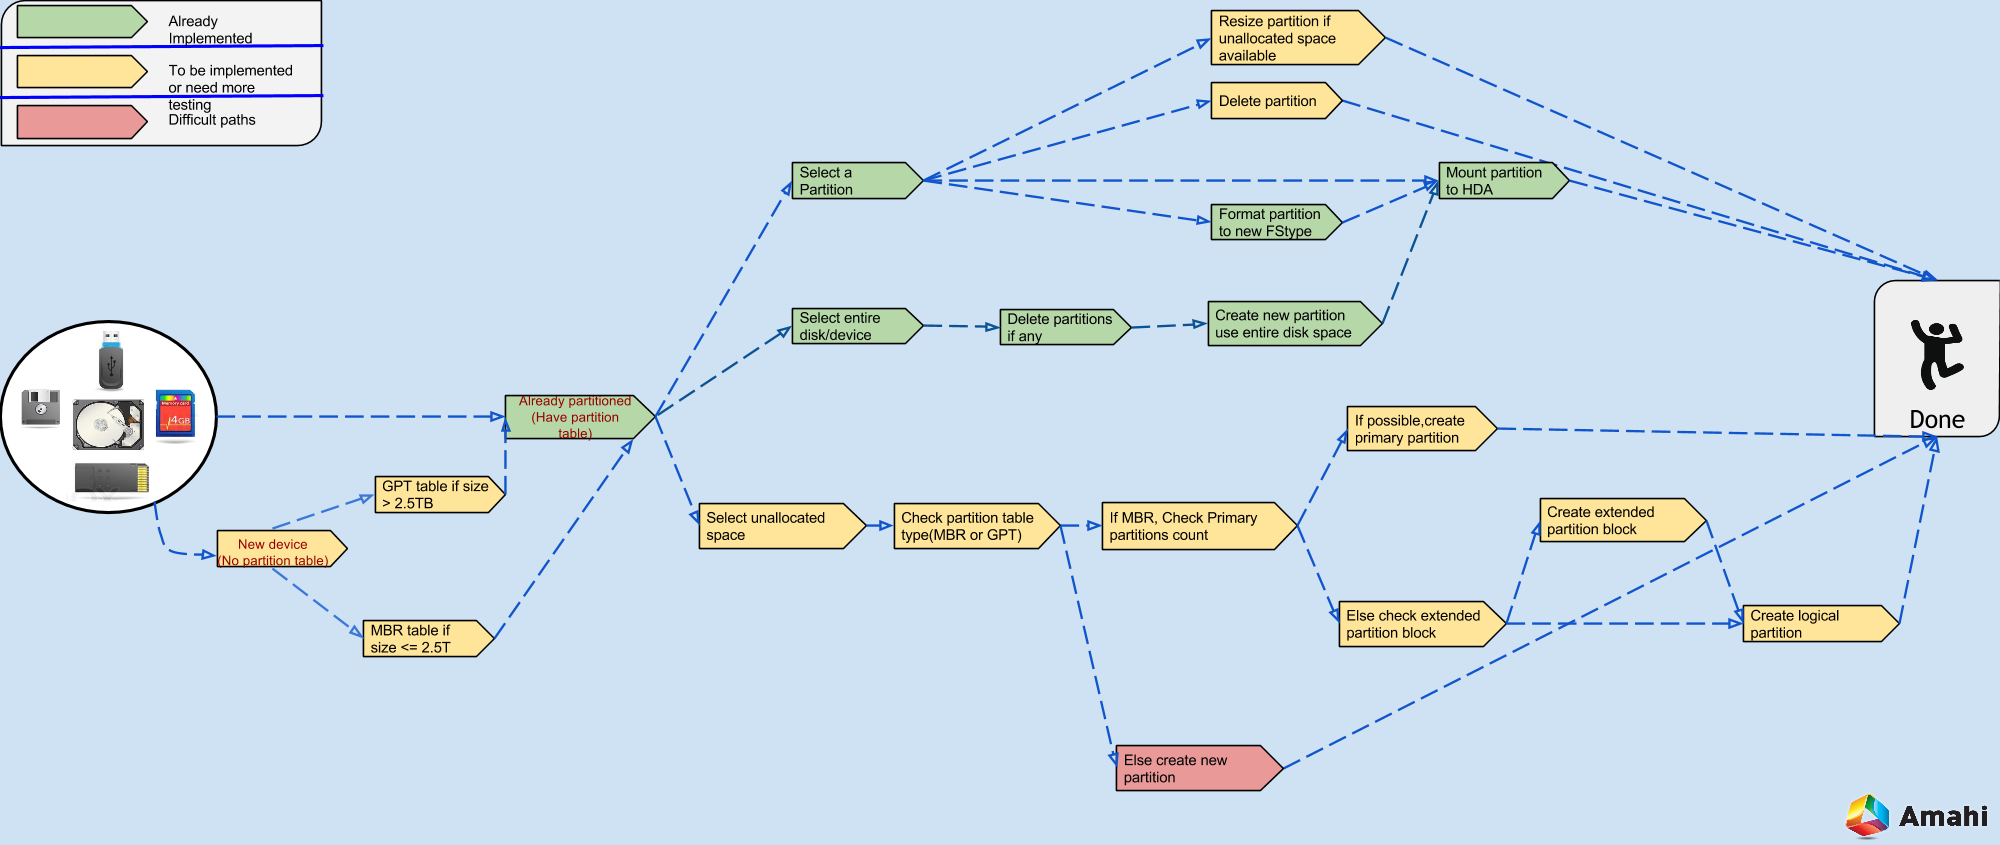 Already
Implemented
To be implemented
or need more
testing
Difficult paths
Resize partition if
unallocated space
available
Delete partition
Select a
Partition
Mount partition
to HDA
Format partition
to new FStype
Select entire
disk/device
Delete partitions
if any
Create new partition
use entire disk space
Memory card
4GB
Already partitioned
(Have partition
table)
Done
If possible,create
primary partition
GPT table if size
> 2.5TB
Select unallocated
space
Check partition table
type(MBR or GPT)
If MBR, Check Primary
partitions count
Create extended
partition block
New device
(No partition table)
MBR table if
size <= 2.5T
Else check extended
partition block
Create logical
partition
Else create new
partition
Amahi